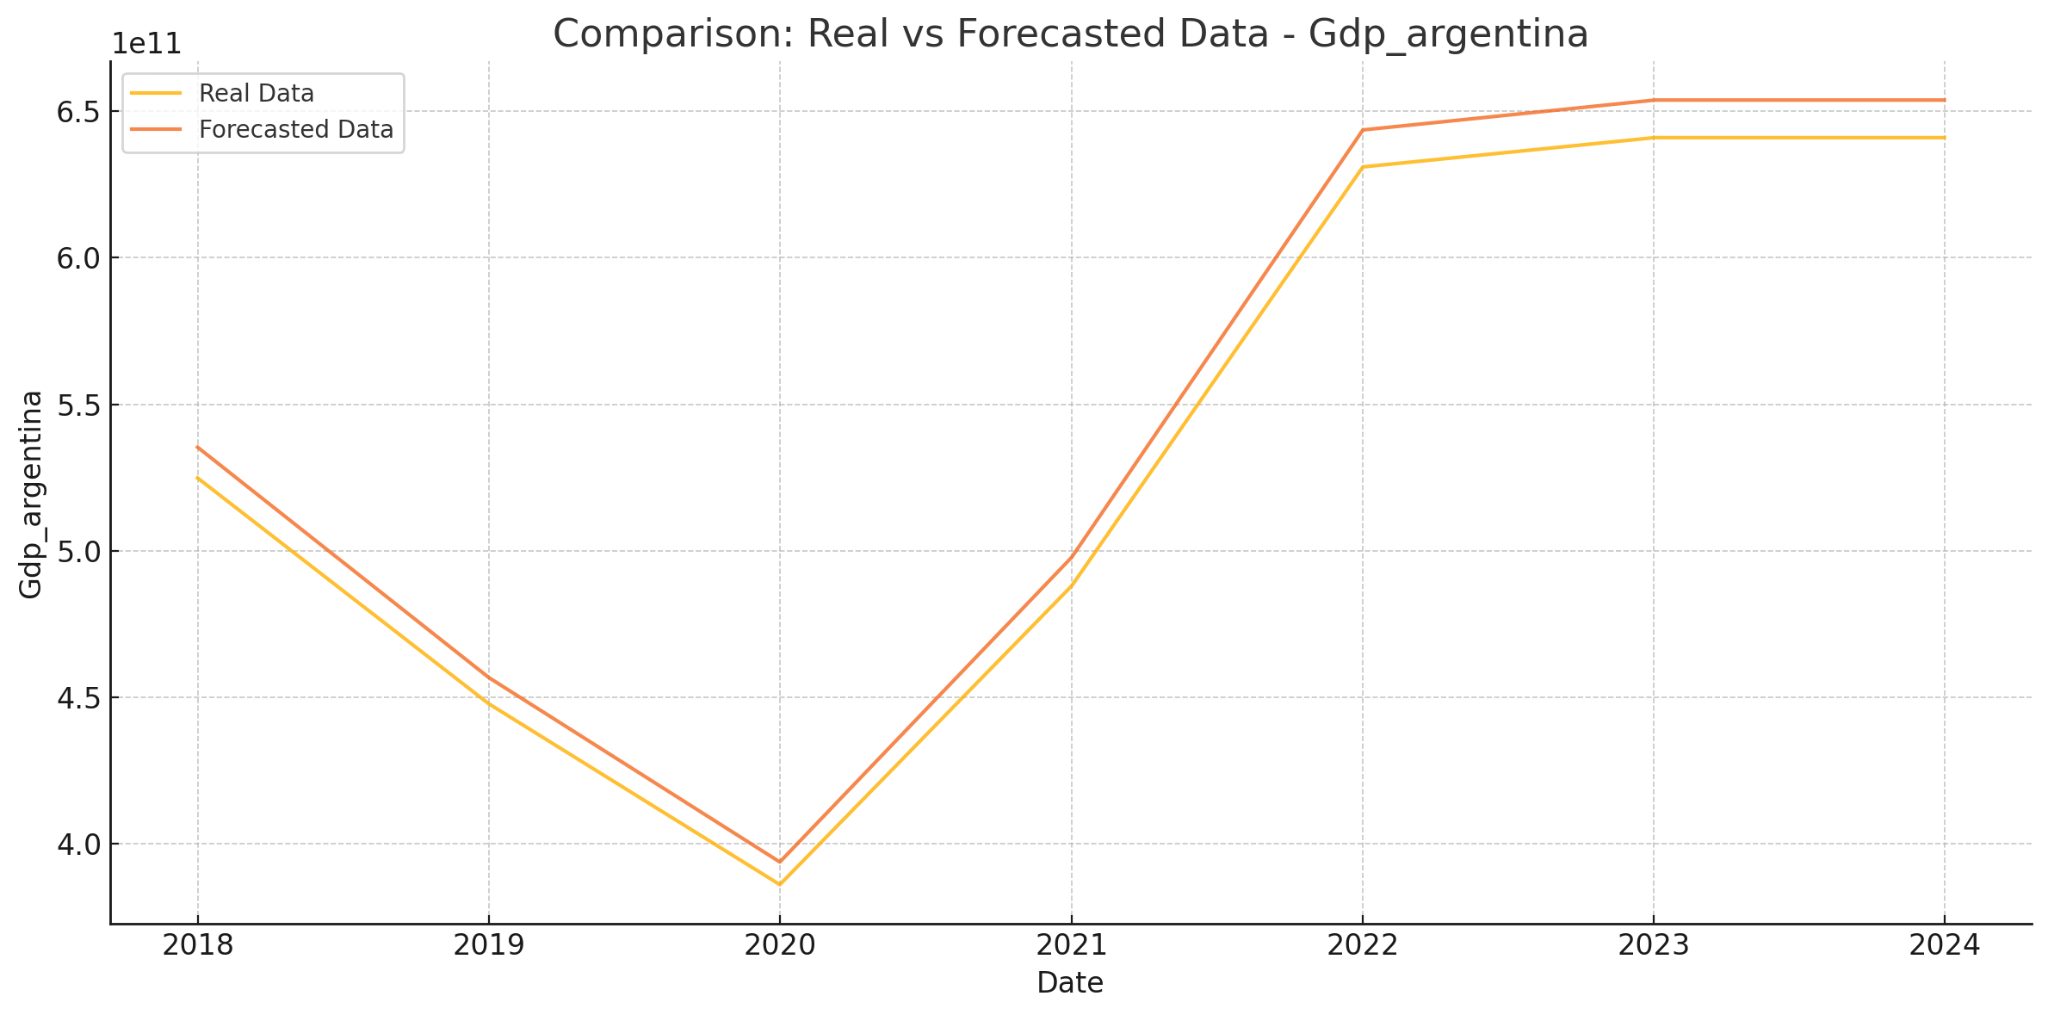 Comparison: Real vs Forecasted Data - Gdp_argentina
1e11
Real Data
Forecasted Data
6.5
6.0
5.5
5.0
4.5
4.0
Gdp_argentina
2018 2019 2020 2021 2022 2023 2024
Date